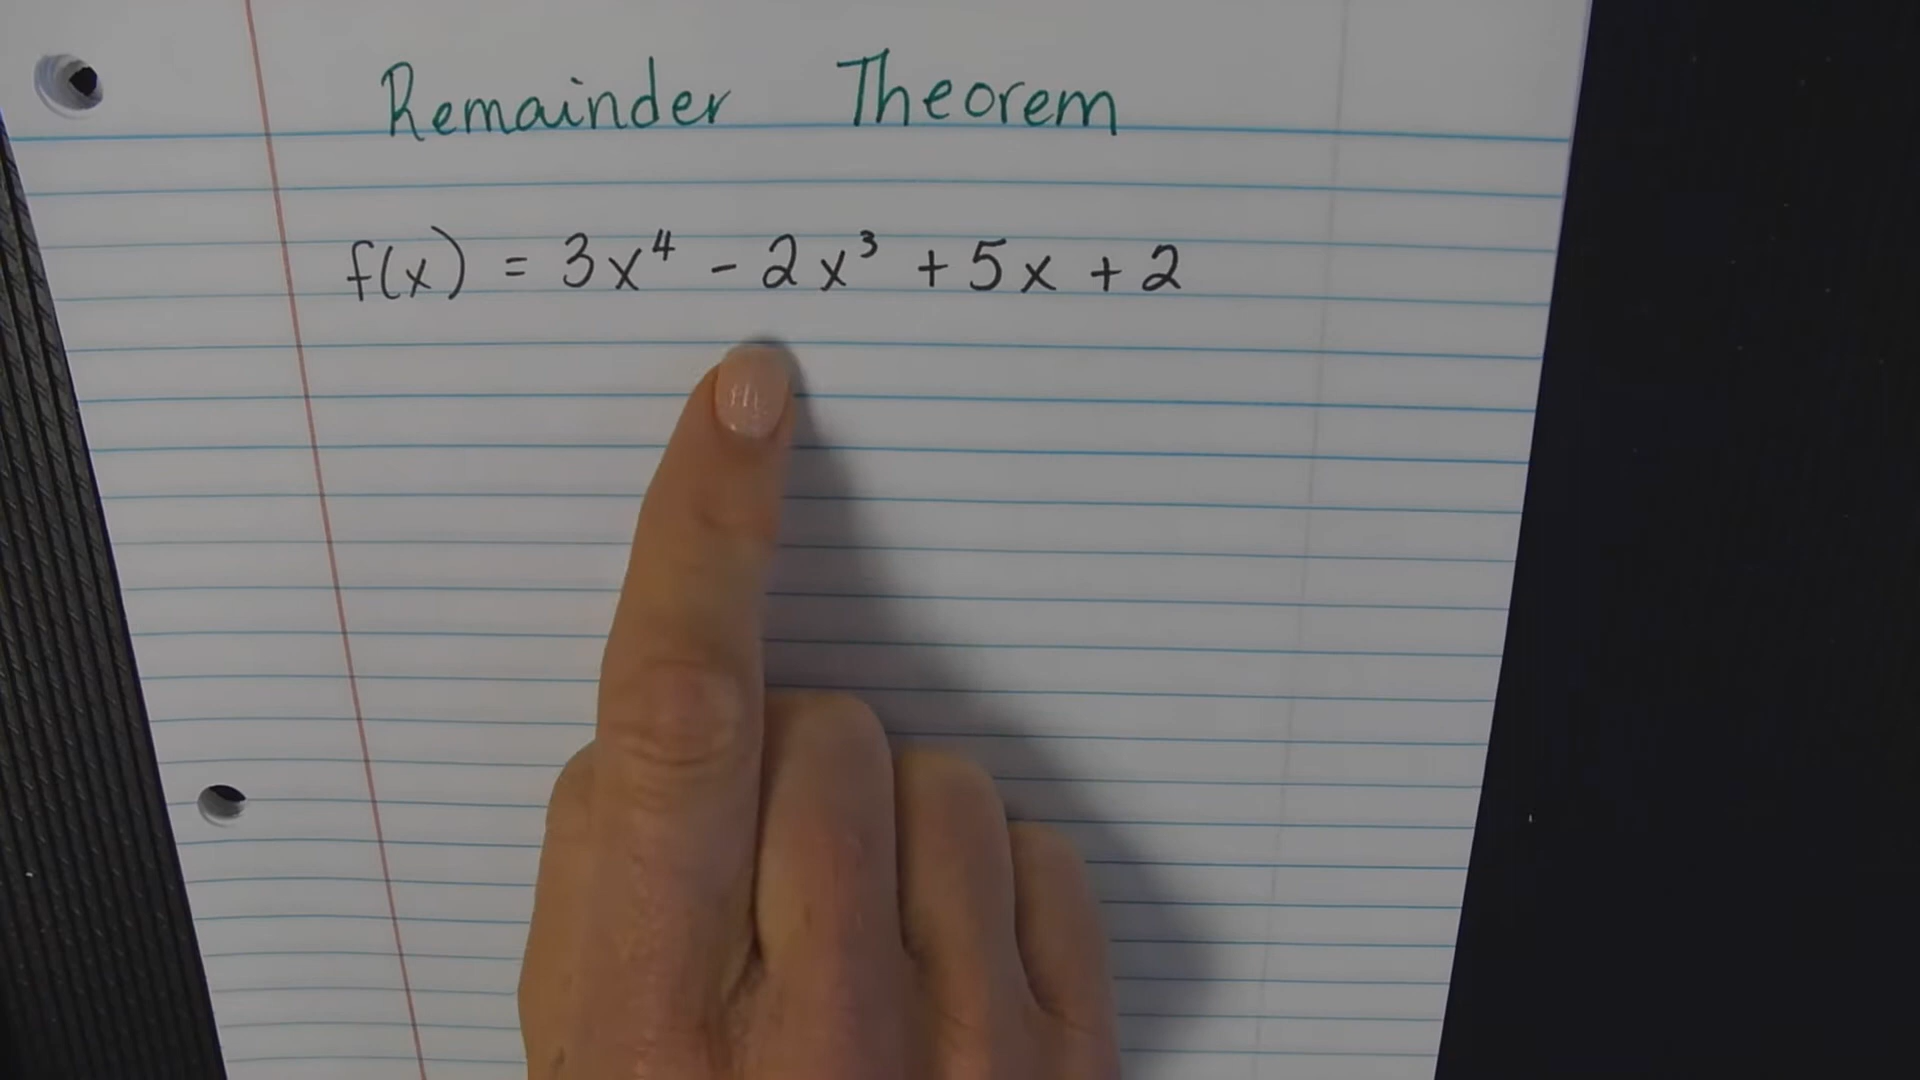 Remainder Theorem
f(x) = 3x⁴ - 2x³ + 5x + 2